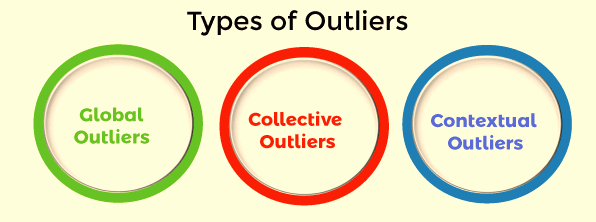 Types of Outliers
Global
Outliers
Collective
Outliers
Contextual
Outliers